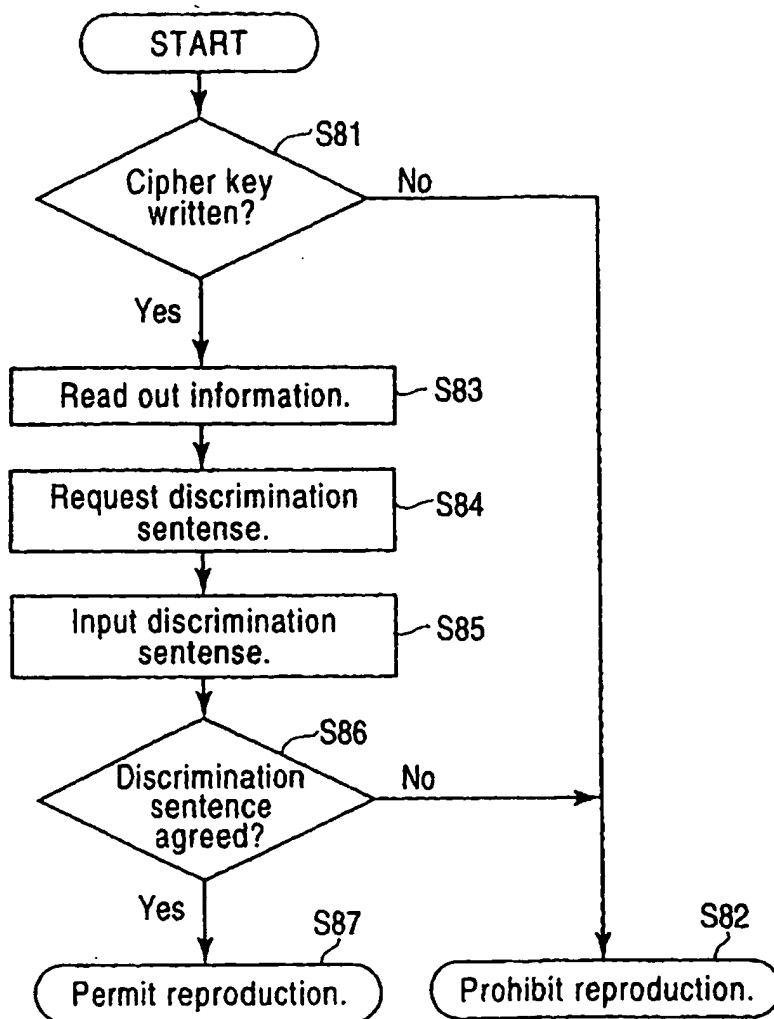 START
S81
Cipher key
written?
No
Yes
Read out information.
S83
Request discrimination
sentense.
S84
Input discrimination
sentense.
S85
S86
Discrimination
sentence
agreed?
No
Yes
S87
Permit reproduction.
S82
Prohibit reproduction.